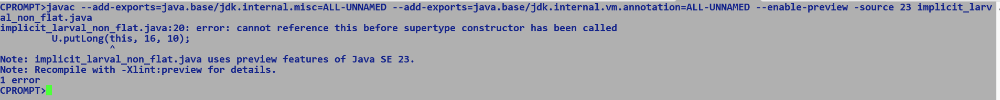 CPROMPT>javac --add-exports=java.base/jdk.internal.misc=ALL-UNNAMED --add-exports=java.base/jdk.internal.vm.annotation=ALL-UNNAMED --enable-preview -source 23 implicit_larv
al_non_flat.java
implicit_larval_non_flat.java:20: error: cannot reference this before supertype constructor has been called
         U.putLong(this, 16, 10);
                   ^
Note: implicit_larval_non_flat.java uses preview features of Java SE 23.
Note: Recompile with -Xlint:preview for details.
1 error
CPROMPT>